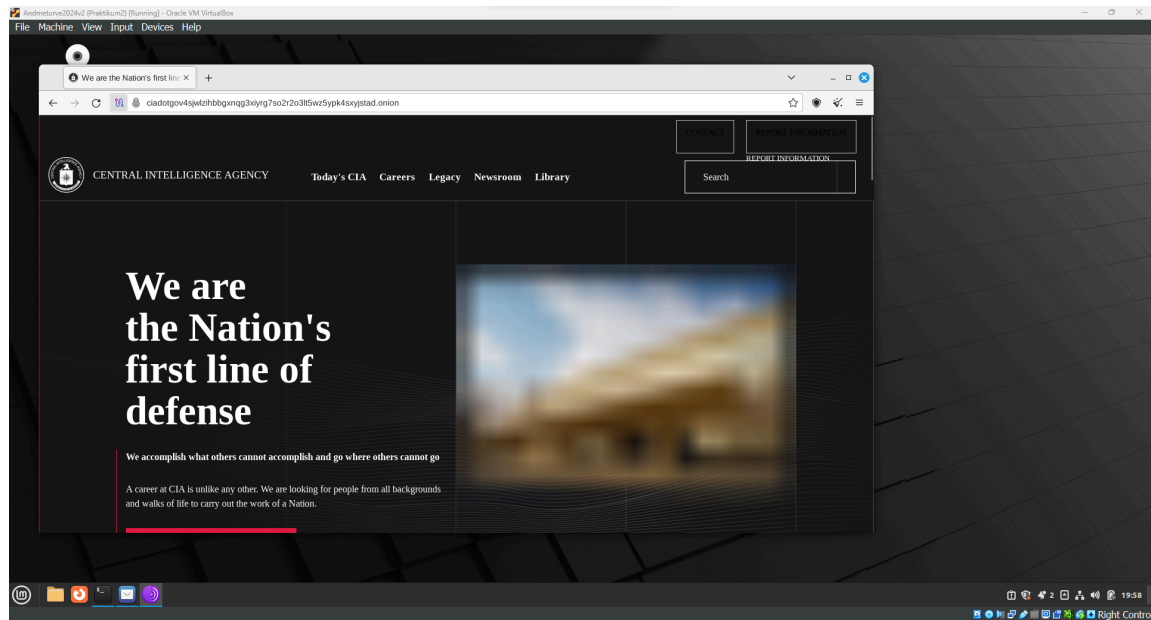 Andmeturve2024v2 (Praktikum2) [Running] - Oracle VM VirtualBox
File Machine View Input Devices Help
We are the Nation's first line
ciadotgov4sjwlzihbbgxnqg3xiyrg7so2r2o3lt5wz5ypk4sxyjstad.onion
CONTACT
REPORT INFORMATION
REPORT INFORMATION
CENTRAL INTELLIGENCE AGENCY
Today's CIA Careers Legacy Newsroom Library
Search
We are
the Nation's
first line of
defense
We accomplish what others cannot accomplish and go where others cannot go
A career at CIA is unlike any other. We are looking for people from all backgrounds
and walks of life to carry out the work of a Nation.
2
19:58
Right Contro